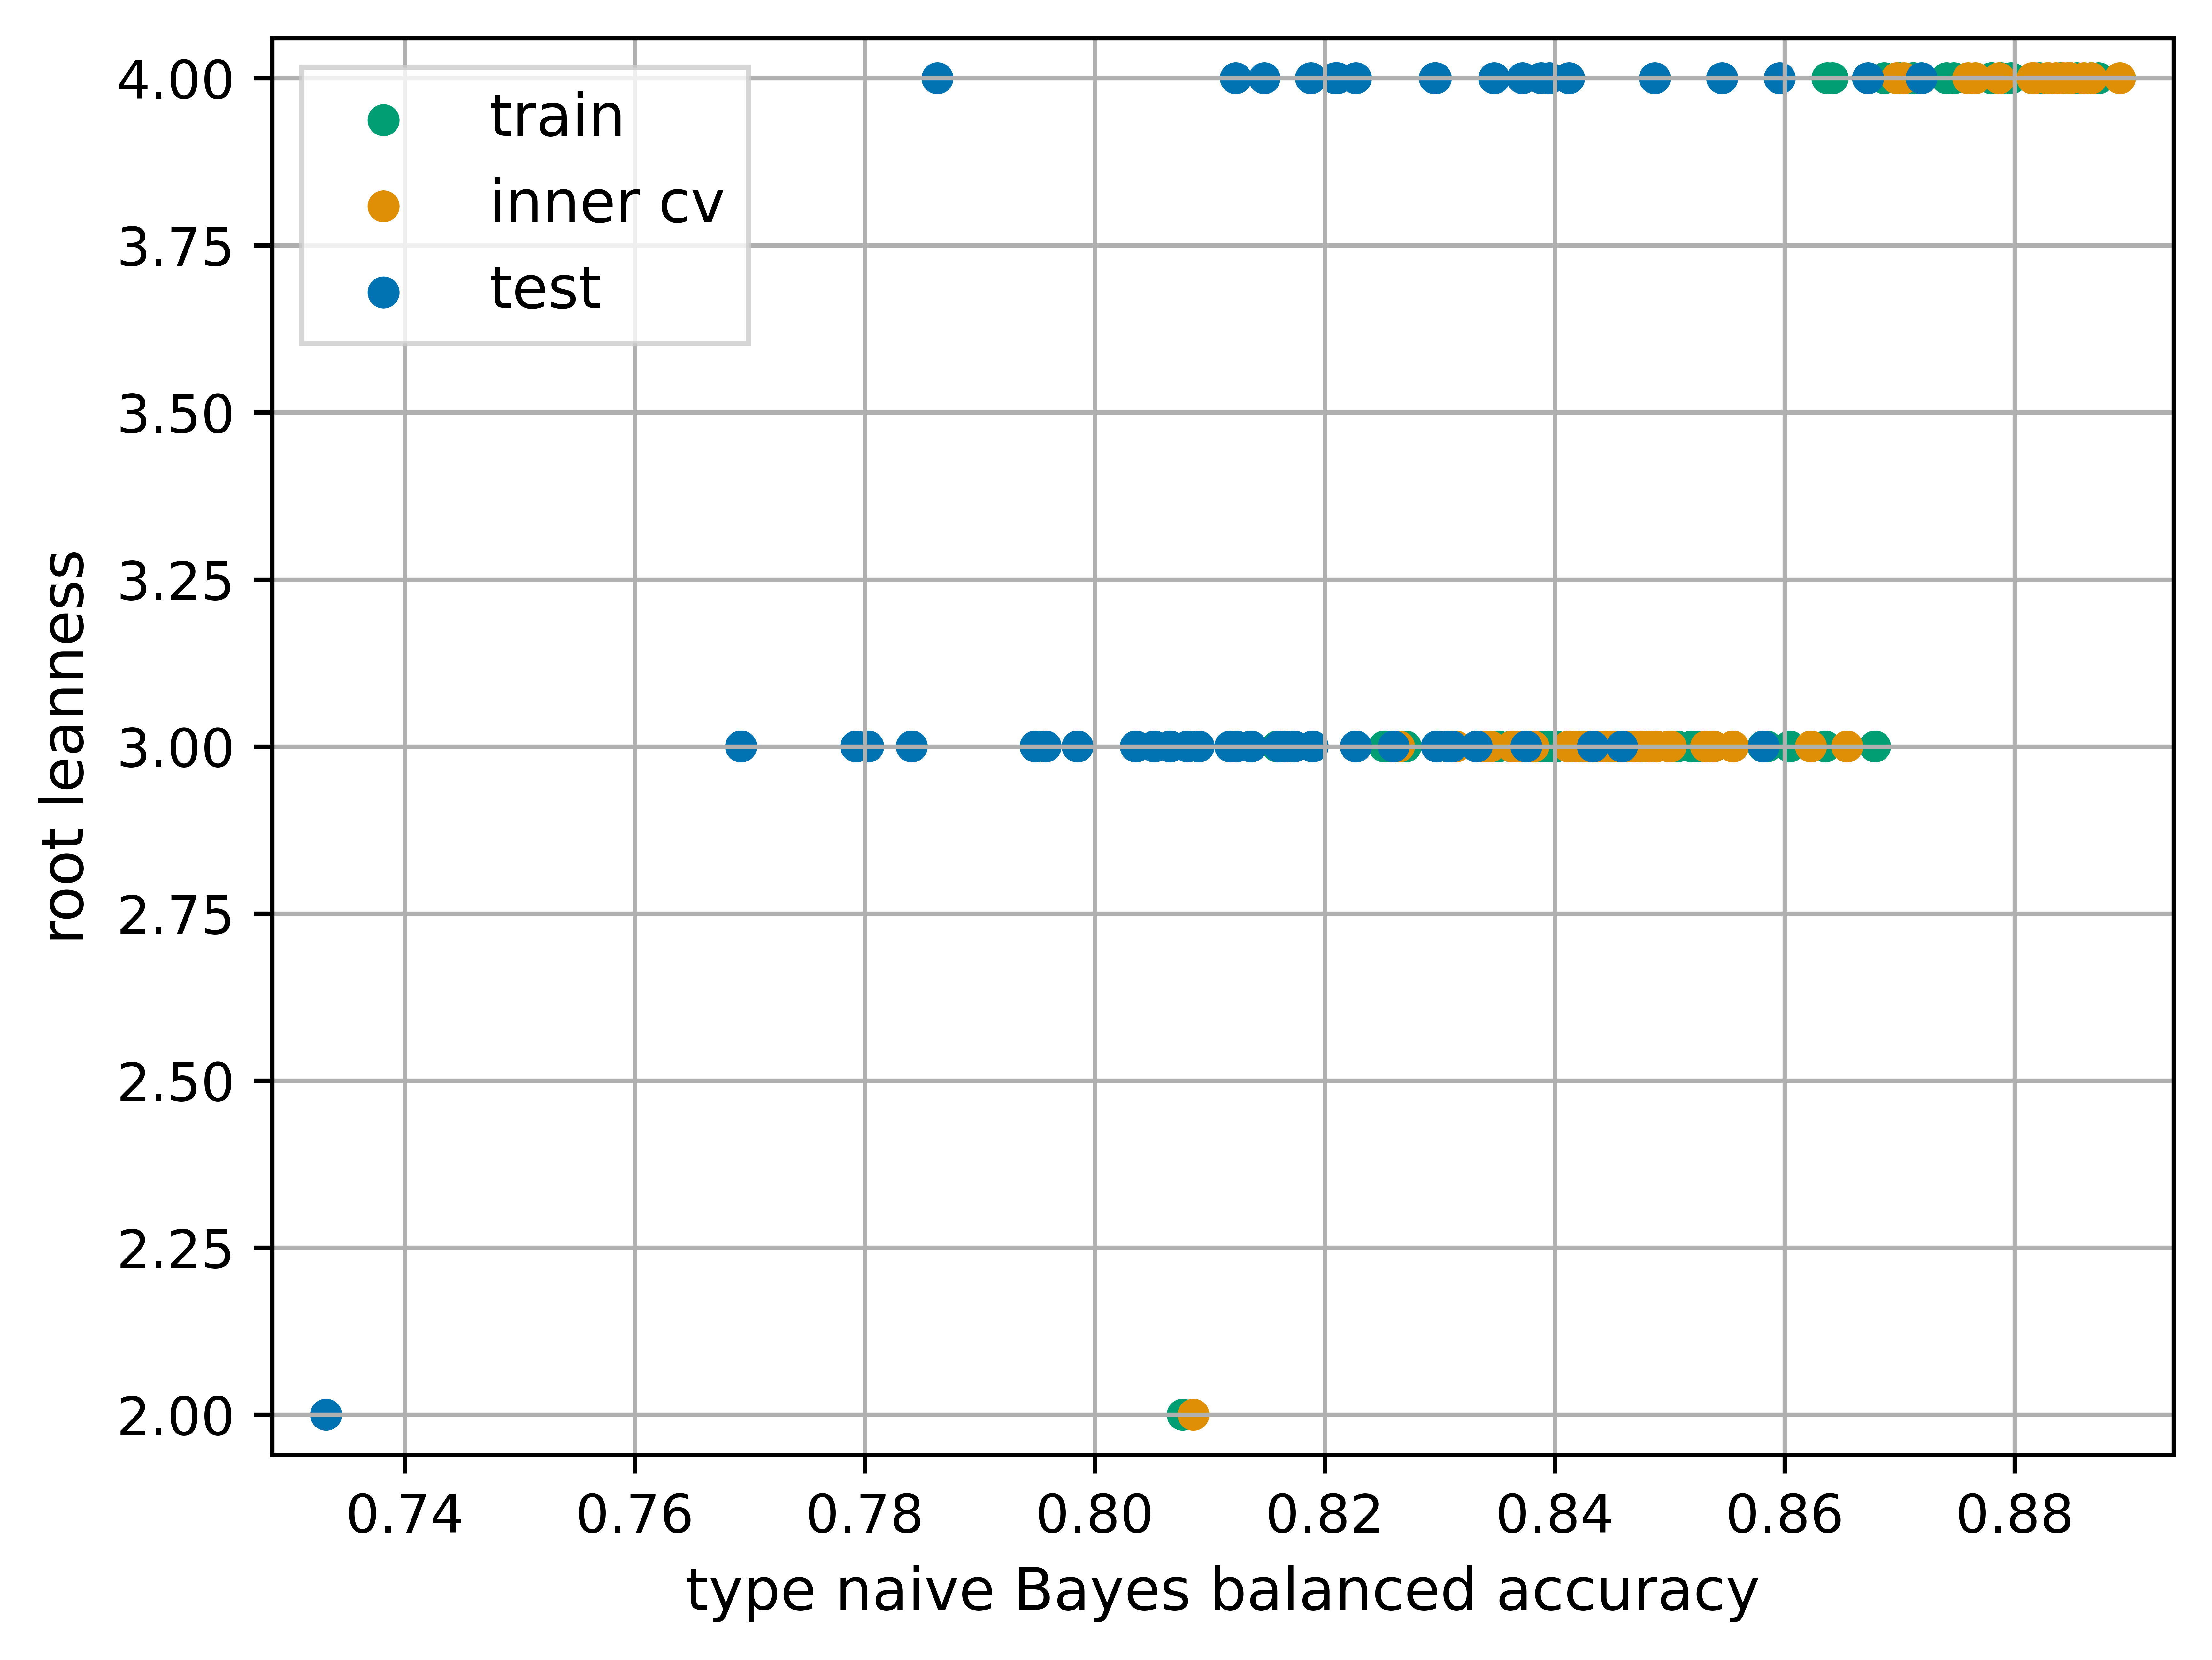 4.00
3.75
3.50
3.25
3.00
2.75
2.50
2.25
2.00
root leanness
train
inner cv
test
0.74 0.76 0.78 0.80 0.82 0.84 0.86 0.88
type naive Bayes balanced accuracy